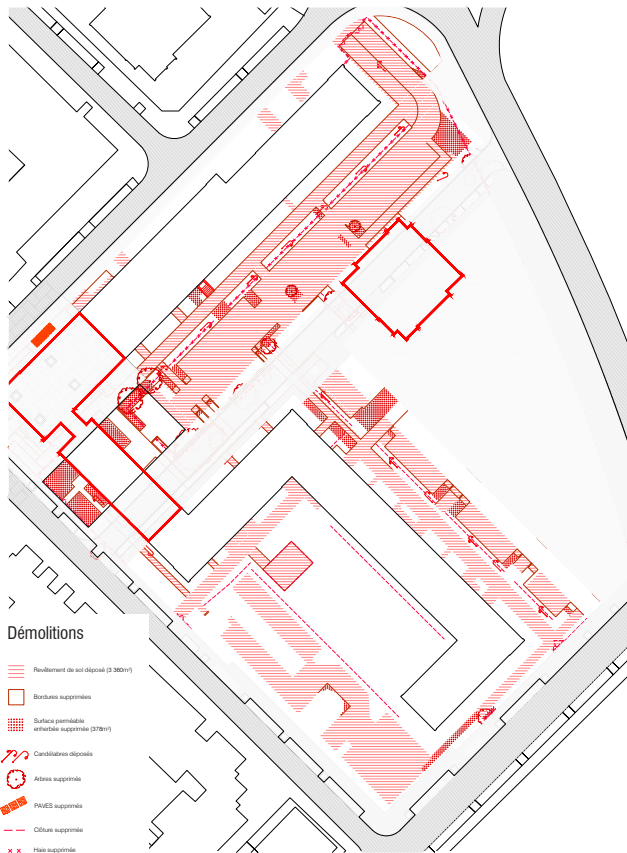 Démolitions
Revêtement de sol déposé (3 360m²)
Bordures supprimées
Surface perméable
enherbée supprimée (378m²)
Candélabres déposés
Arbres supprimés
PAVES supprimés
Clôture supprimée
Haie supprimée